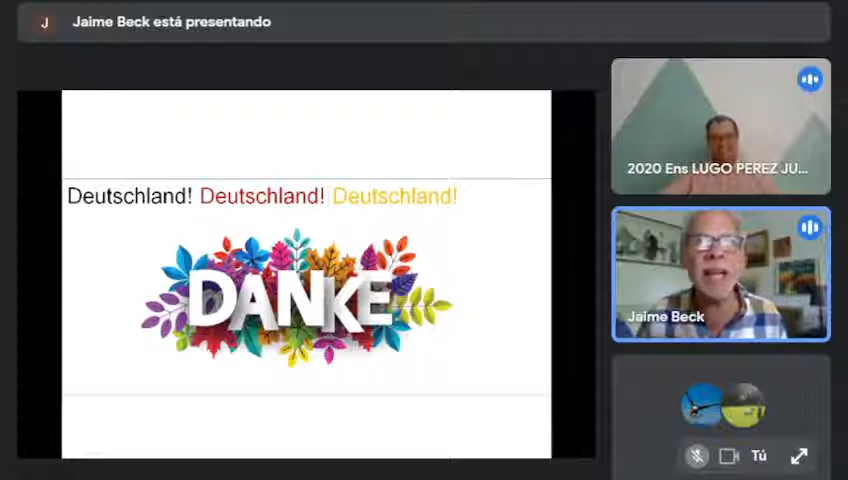 J Jaime Beck está presentando
Deutschland! Deutschland! Deutschland!
DANKE
2020 Ens LUGO PEREZ JU...
Jaime Beck
Tú